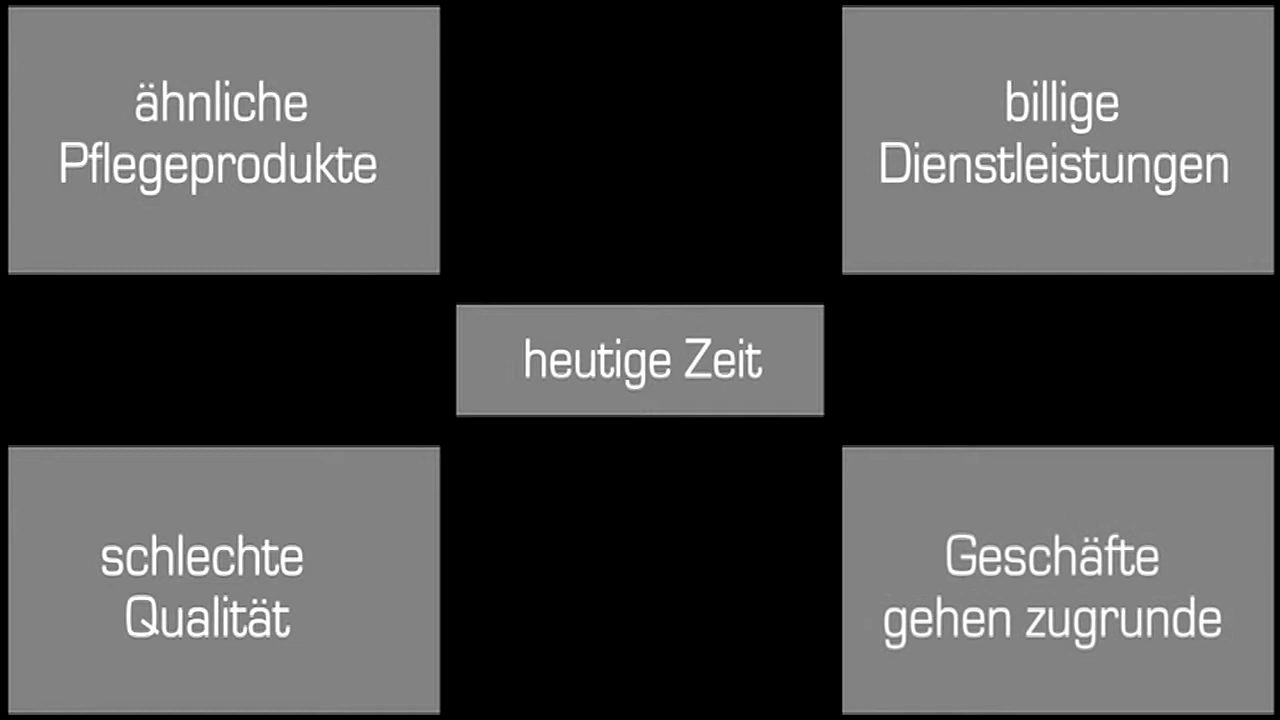 ähnliche
Pflegeprodukte
billige
Dienstleistungen
heutige Zeit
schlechte
Qualität
Geschäfte
gehen zugrunde